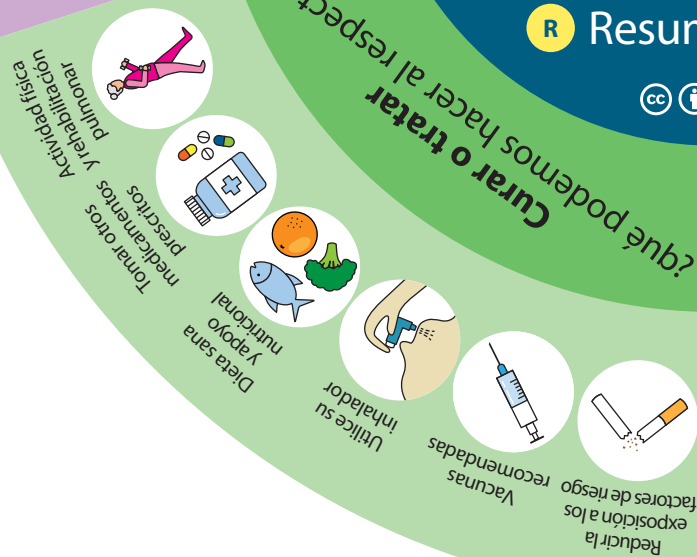 R Resum
cc
Curar o tratar
¿qué podemos hacer al respect
Reducir la
exposición a los
factores de riesgo
Vacunas
recomendadas
Utilice su
inhalador
Dieta sana
y apoyo
nutricional
Tomar otros
medicamentos
prescritos
Actividad física
y rehabilitación
pulmonar